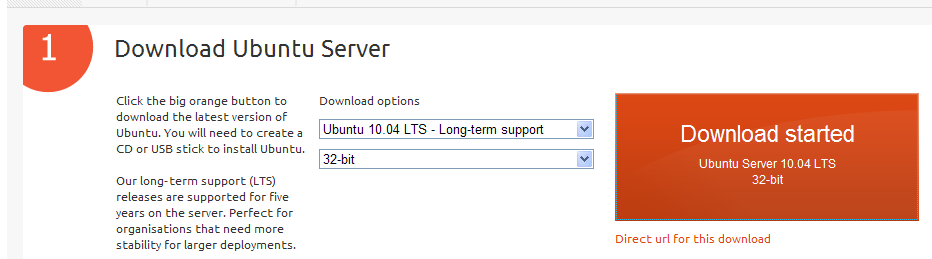 1
Download Ubuntu Server
Click the big orange button to
download the latest version of
Ubuntu. You will need to create a
CD or USB stick to install Ubuntu.
Our long-term support (LTS)
releases are supported for five
years on the server. Perfect for
organisations that need more
stability for larger deployments.
Download options
Ubuntu 10.04 LTS - Long-term support
32-bit
Download started
Ubuntu Server 10.04 LTS
32-bit
Direct url for this download